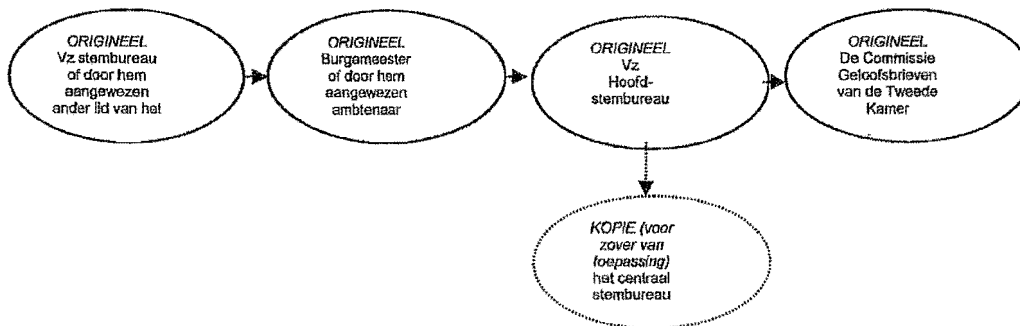 ORIGINEEL
Vz stembureau
of door hem
aangewezen
ander lid van het
ORIGINEEL
Burgemeester
of door hem
aangewezen
ambtenaar
ORIGINEEL
Vz
Hoofd-
stembureau
ORIGINEEL
De Commissie
Geloofsbrieven
van de Tweede
Kamer
KOPIE (voor
zover van
toepassing)
het centraal
stembureau